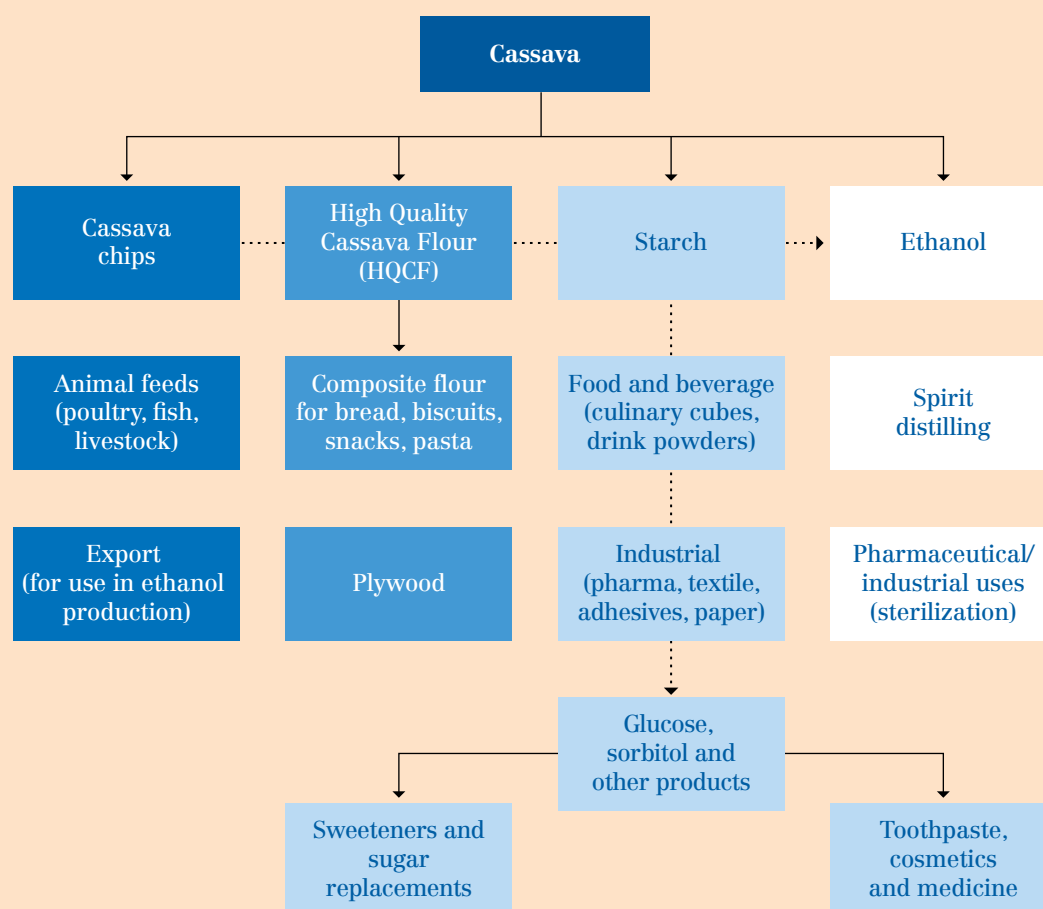 Cassava
Cassava
chips
High Quality
Cassava Flour
(HQCF)
Starch
Ethanol
Animal feeds
(poultry, fish,
livestock)
Composite flour
for bread, biscuits,
snacks, pasta
Food and beverage
(culinary cubes,
drink powders)
Spirit
distilling
Export
(for use in ethanol
production)
Plywood
Industrial
(pharma, textile,
adhesives, paper)
Pharmaceutical/
industrial uses
(sterilization)
Glucose,
sorbitol and
other products
Sweeteners and
sugar
replacements
Toothpaste,
cosmetics
and medicine